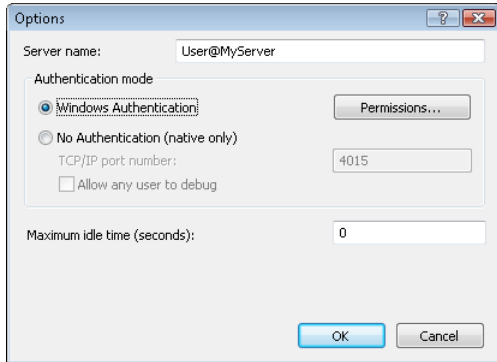 Options
Server name: User@MyServer
Authentication mode
Windows Authentication Permissions...
No Authentication (native only)
TCP/IP port number: 4015
Allow any user to debug
Maximum idle time (seconds): 0
OK Cancel